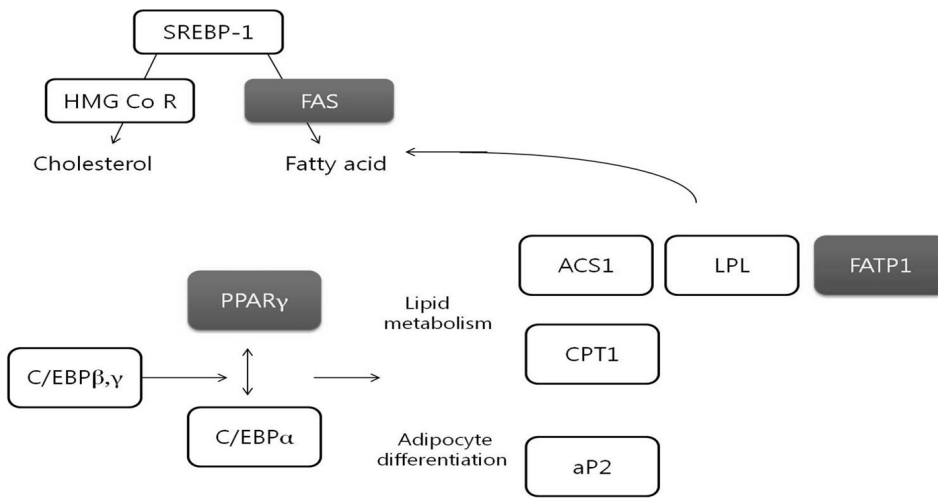 SREBP-1
HMG Co R
FAS
Cholesterol
Fatty acid
ACS1
LPL
FATP1
PPARγ
Lipid
metabolism
CPT1
C/EBPβ,γ
C/EBPα
Adipocyte
differentiation
aP2